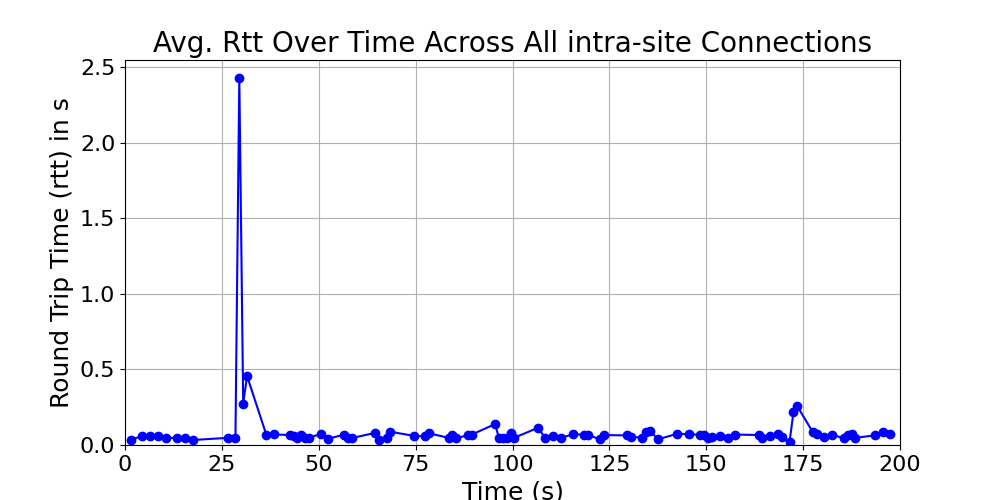 Avg. Rtt Over Time Across All intra-site Connections
Round Trip Time (rtt) in s
2.5
2.0
1.5
1.0
0.5
0.0
0 25 50 75 100 125 150 175 200
Time (s)